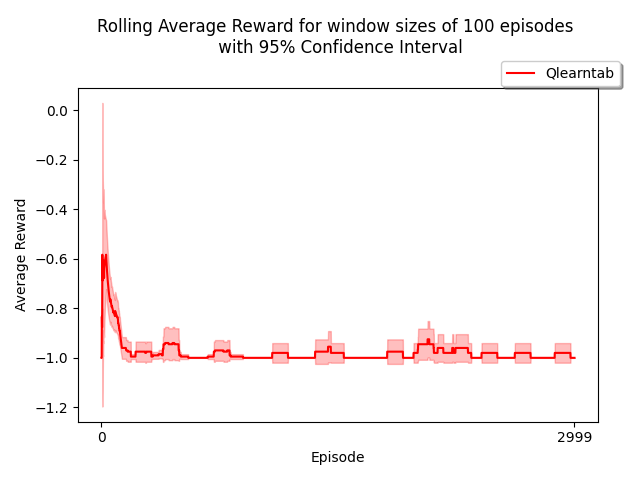 Rolling Average Reward for window sizes of 100 episodes
with 95% Confidence Interval
Qlearntab
0.0
−0.2
−0.4
−0.6
−0.8
−1.0
−1.2
Average Reward
0
2999
Episode